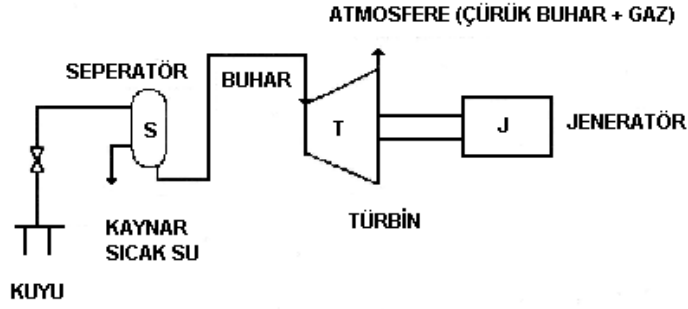 ATMOSFERE (ÇÜRÜK BUHAR + GAZ)
SEPERATÖR
BUHAR
S
T
J
JENERATÖR
TÜRBİN
KAYNAR
SICAK SU
KUYU